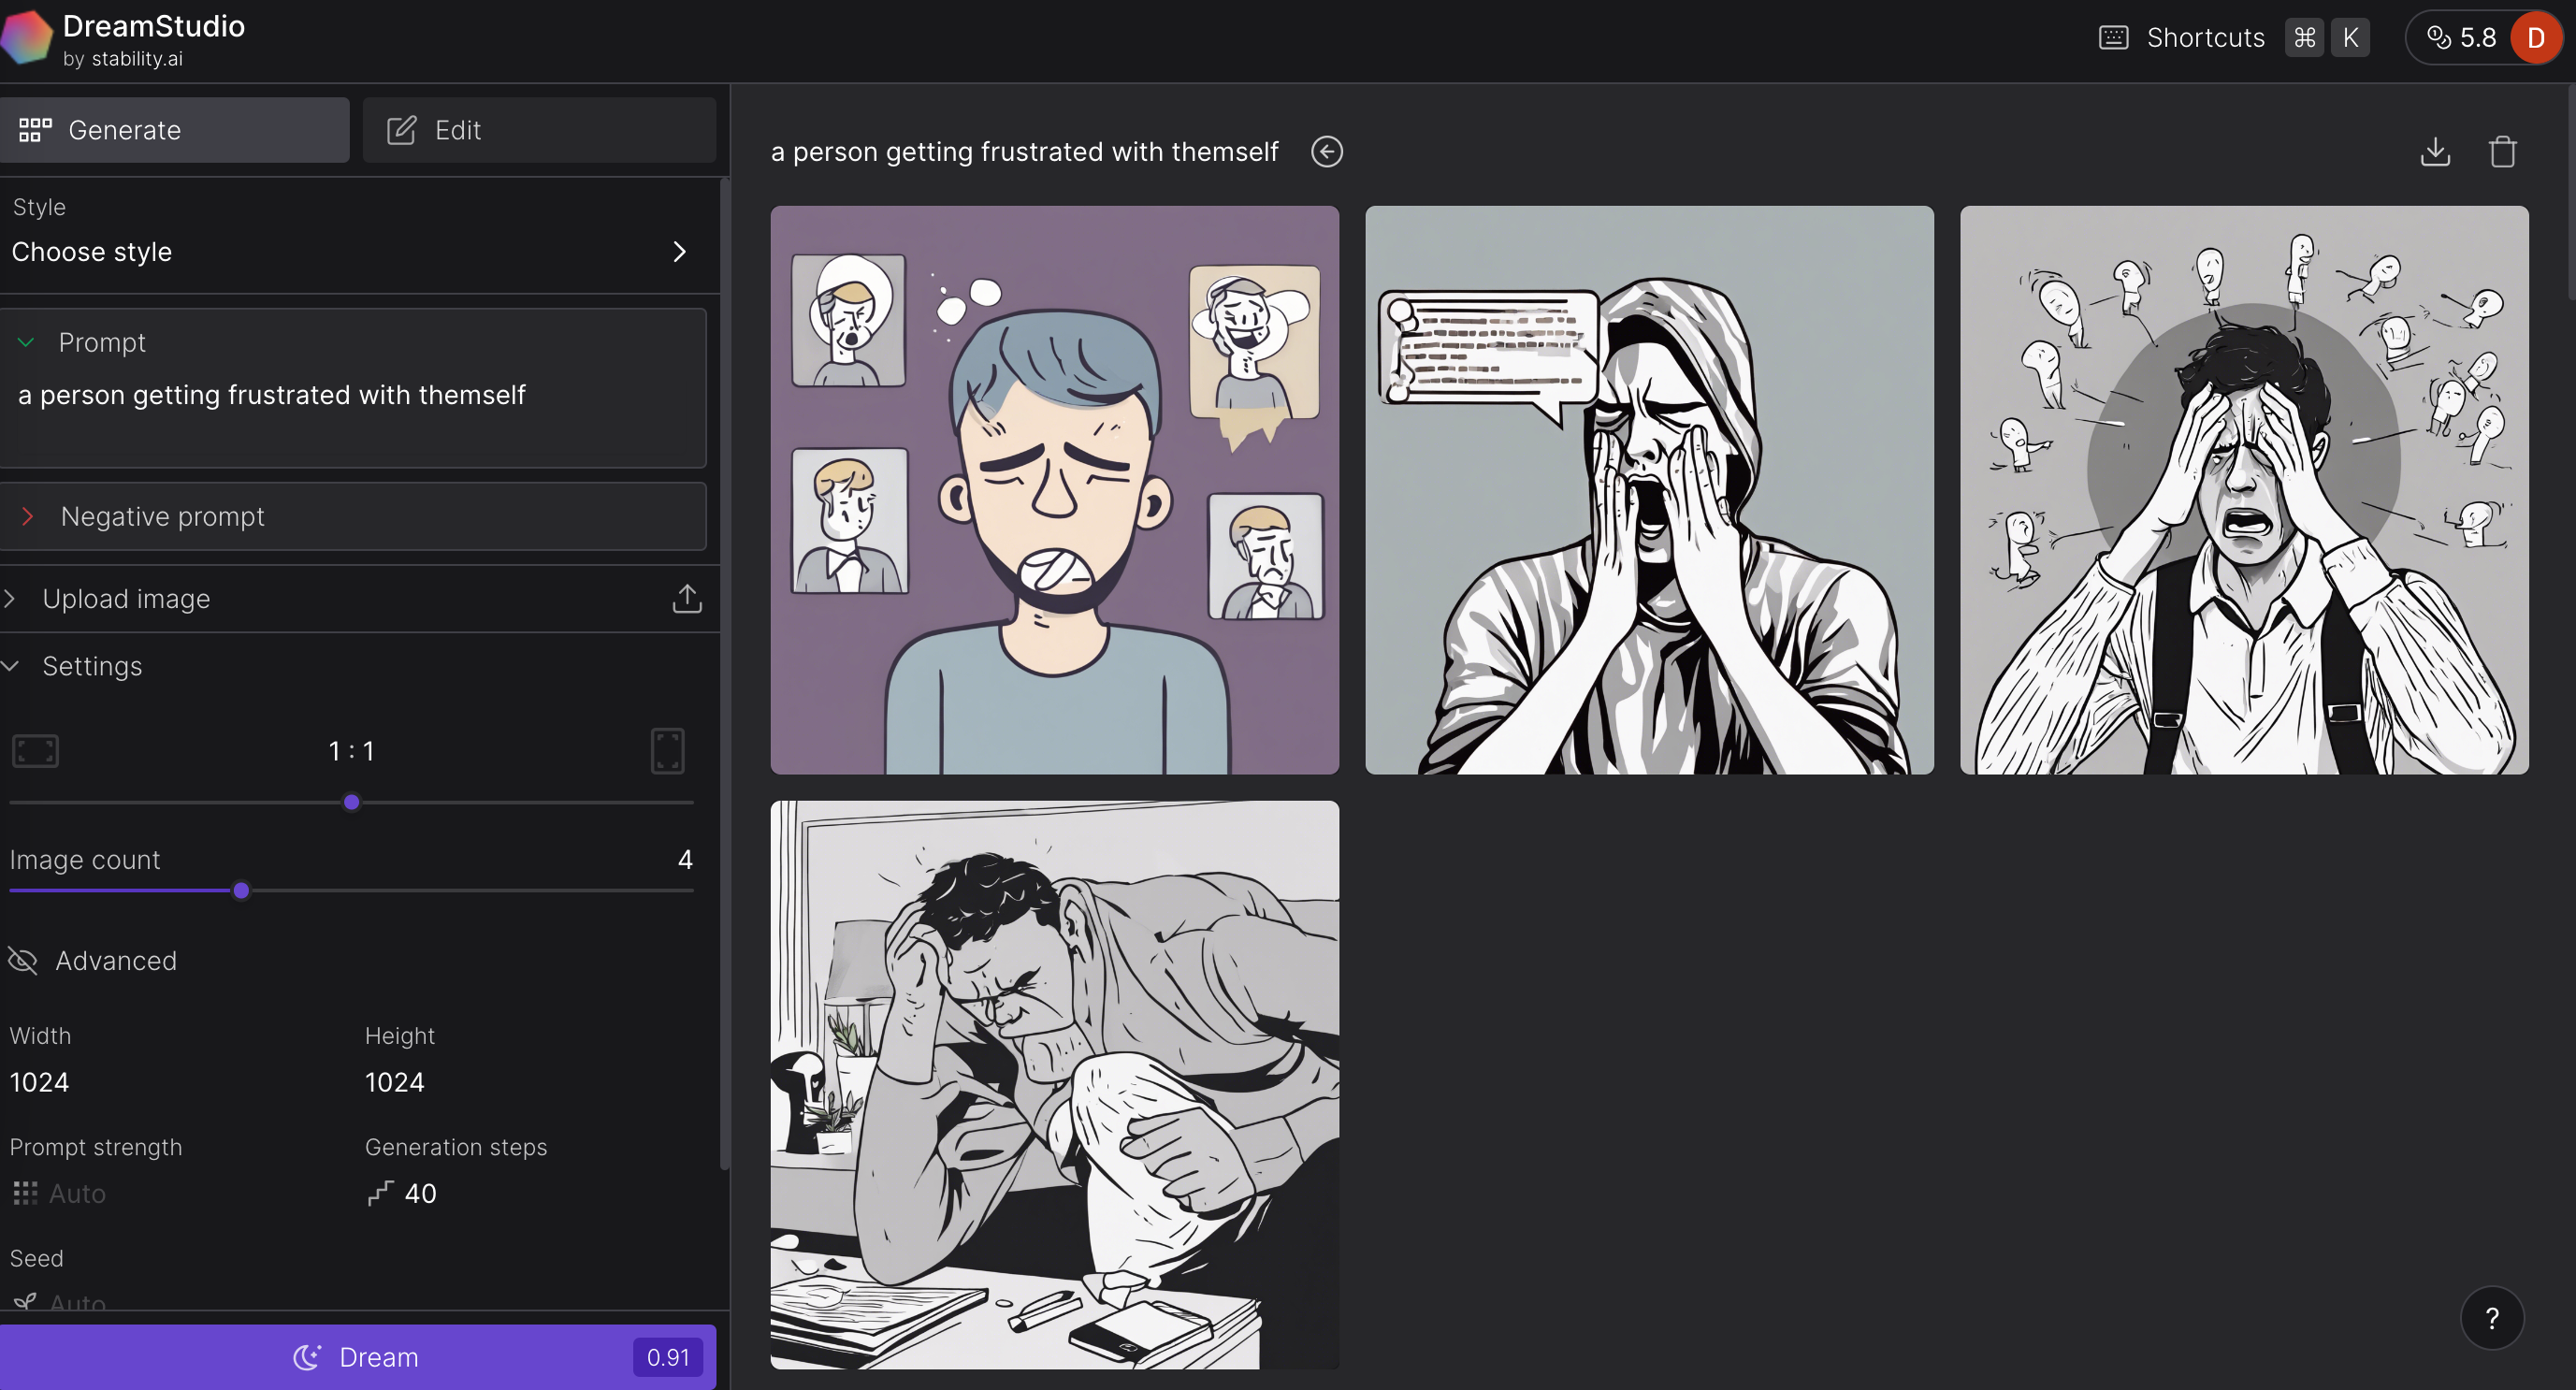 DreamStudio
by stability.ai
Shortcuts ⌘ K
5.8 D
Generate
Edit
Style
Choose style
Prompt
a person getting frustrated with themself
Negative prompt
Upload image
Settings
1 : 1
Image count 4
Advanced
Width Height
1024 1024
Prompt strength Generation steps
Auto 40
Seed
Auto
Dream 0.91
a person getting frustrated with themself
?